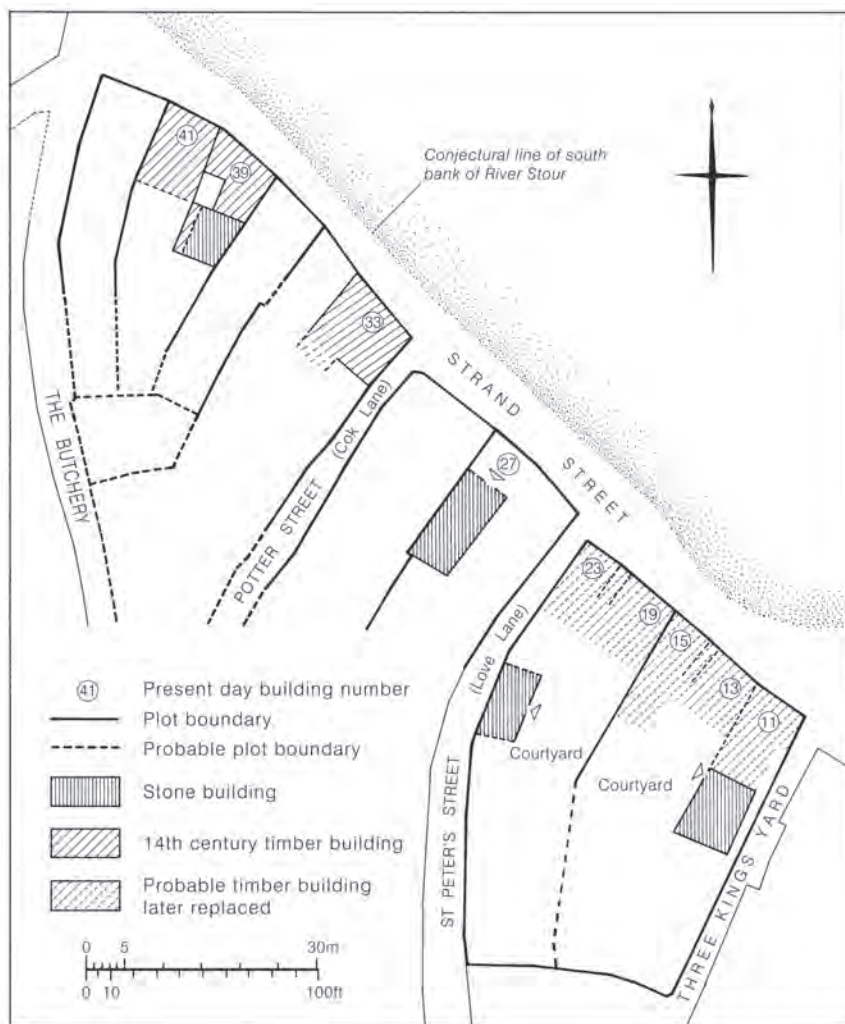 41
39
Conjectural line of south
bank of River Stour
33
STRAND STREET
THE BUTCHERY
POTTER STREET (Cok Lane)
27
23
19
15
13
11
(Love Lane)
ST PETER'S STREET
Courtyard
Courtyard
THREE KINGS YARD
41 Present day building number
Plot boundary
Probable plot boundary
Stone building
14th century timber building
Probable timber building
later replaced
0 5 30m
0 10 100ft